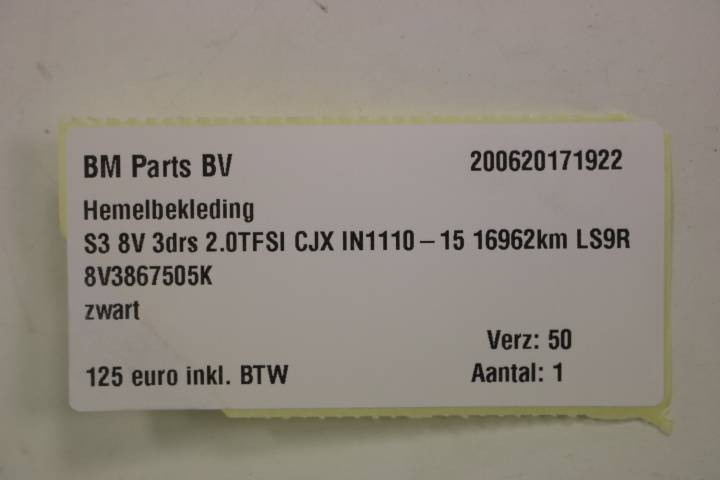 BM Parts BV 200620171922
Hemelbekleding
S3 8V 3drs 2.0TFSI CJX IN1110-15 16962km LS9R
8V3867505K
zwart
Verz: 50
125 euro inkl. BTW Aantal: 1